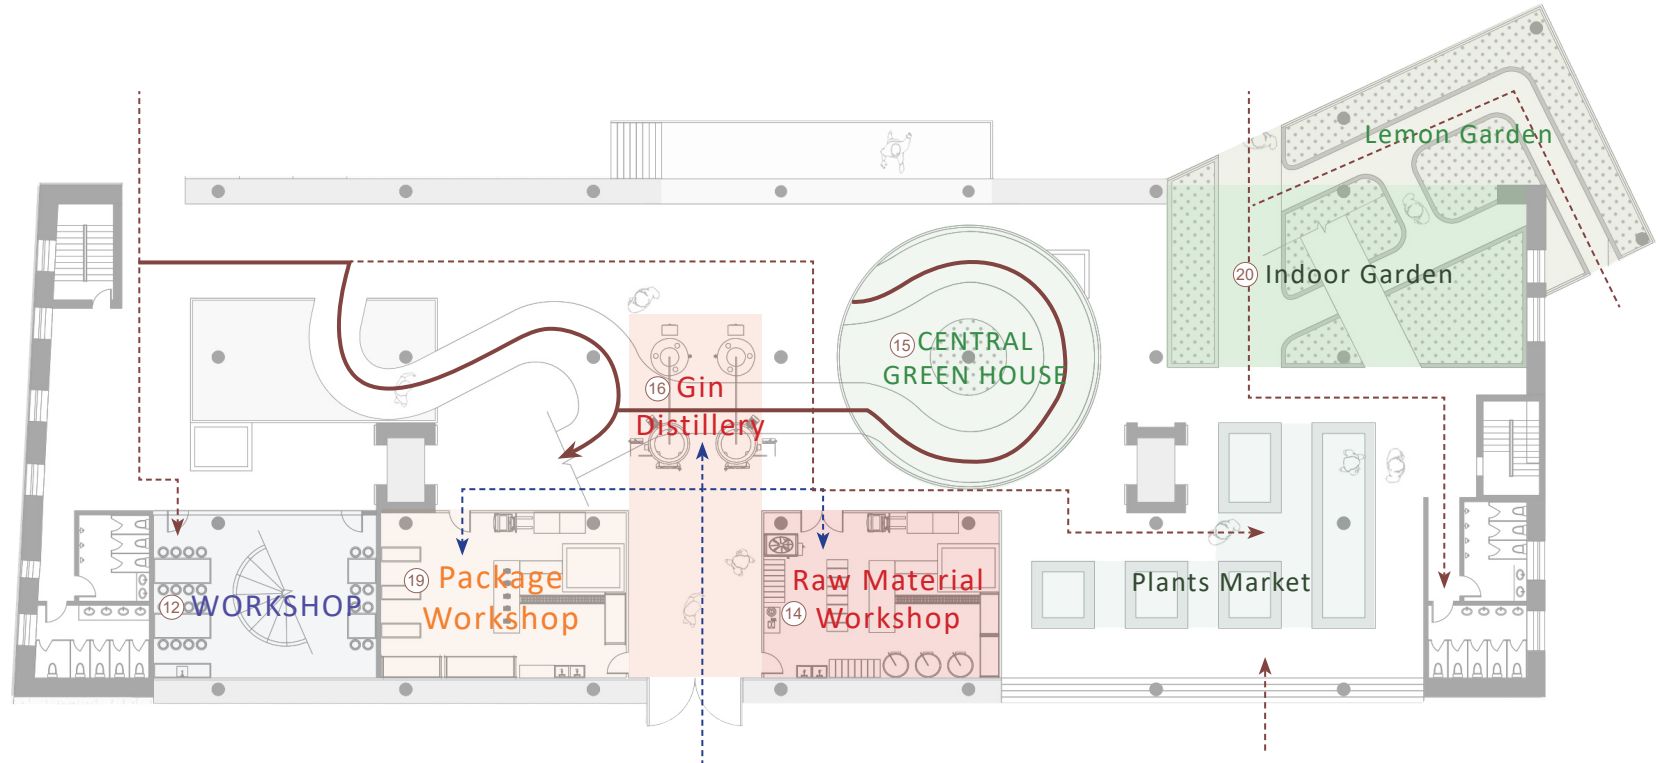 Lemon Garden
20 Indoor Garden
15 CENTRAL
GREEN HOUSE
16 Gin
Distillery
19 Package
Workshop
Raw Material
14 Workshop
Plants Market
12 WORKSHOP